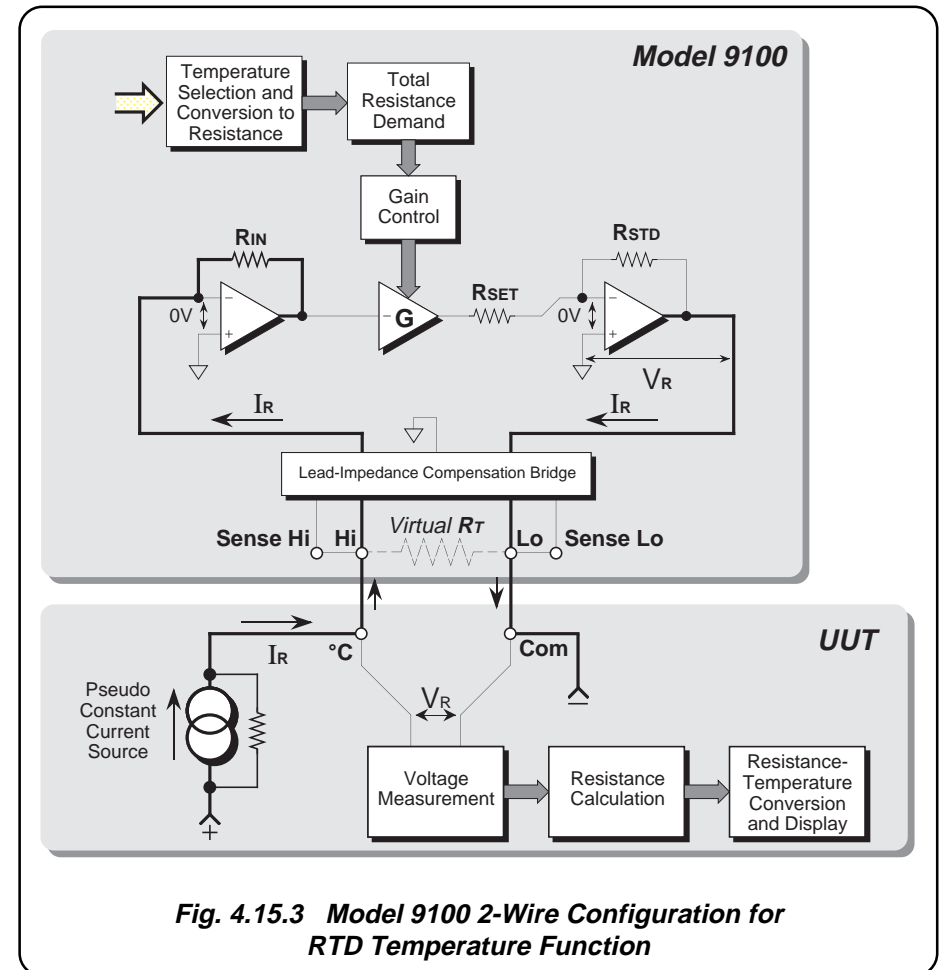 Model 9100
Temperature
Selection and
Conversion to
Resistance
Total
Resistance
Demand
Gain
Control
RIN
RSTD
RSET
0V
−
+
−
G
0V
−
+
VR
IR
IR
Lead-Impedance Compensation Bridge
Sense Hi
Hi
Virtual RT
Lo
Sense Lo
UUT
IR
°C
Com
Pseudo
Constant
Current
Source
+
−
VR
Voltage
Measurement
Resistance
Calculation
Resistance-
Temperature
Conversion
and Display
Fig. 4.15.3 Model 9100 2-Wire Configuration for
RTD Temperature Function